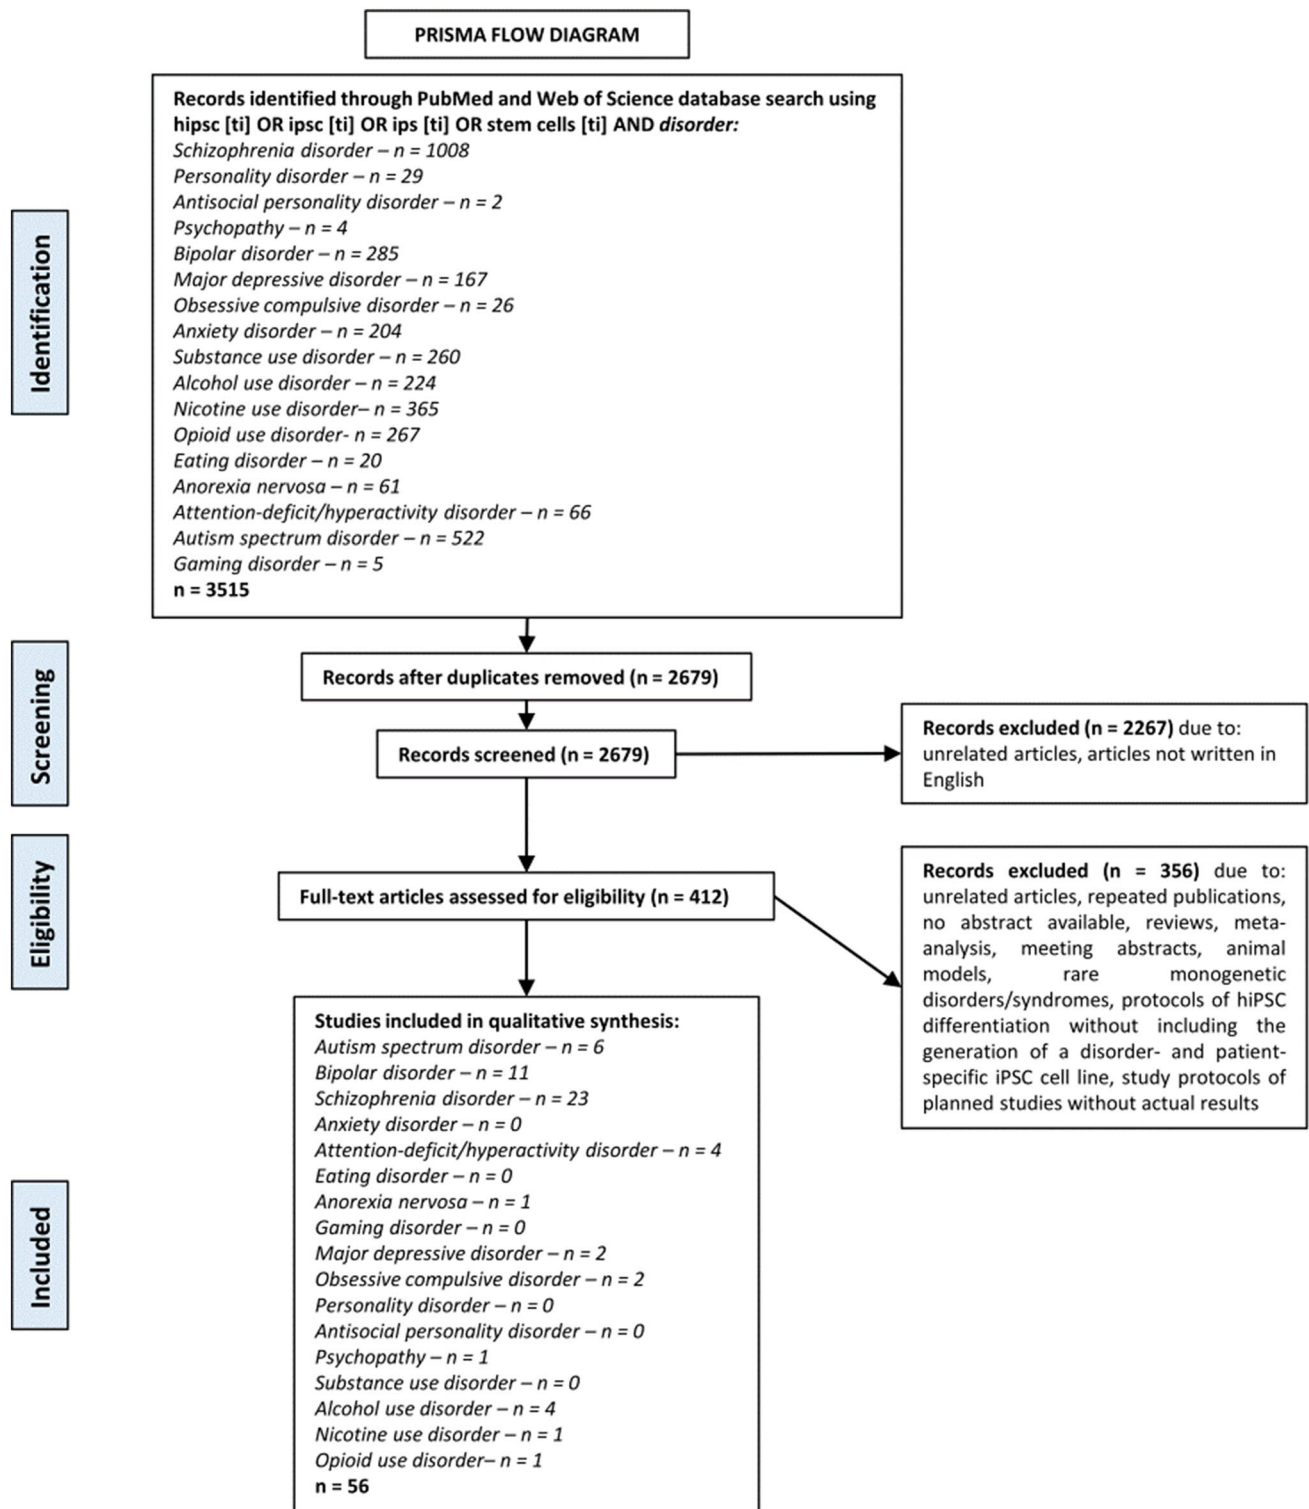 PRISMA FLOW DIAGRAM
Records identified through PubMed and Web of Science database search using
hipsc [ti] OR ipsc [ti] OR ips [ti] OR stem cells [ti] AND disorder:
Schizophrenia disorder – n = 1008
Personality disorder – n = 29
Antisocial personality disorder – n = 2
Psychopathy – n = 4
Bipolar disorder – n = 285
Major depressive disorder – n = 167
Obsessive compulsive disorder – n = 26
Anxiety disorder – n = 204
Substance use disorder – n = 260
Alcohol use disorder – n = 224
Nicotine use disorder– n = 365
Opioid use disorder- n = 267
Eating disorder – n = 20
Anorexia nervosa – n = 61
Attention-deficit/hyperactivity disorder – n = 66
Autism spectrum disorder – n = 522
Gaming disorder – n = 5
n = 3515
Identification
Records after duplicates removed (n = 2679)
Screening
Records screened (n = 2679)
Records excluded (n = 2267) due to:
unrelated articles, articles not written in
English
Eligibility
Full-text articles assessed for eligibility (n = 412)
Records excluded (n = 356) due to:
unrelated articles, repeated publications,
no abstract available, reviews, meta-
analysis, meeting abstracts, animal
models, rare monogenetic
disorders/syndromes, protocols of hiPSC
differentiation without including the
generation of a disorder- and patient-
specific iPSC cell line, study protocols of
planned studies without actual results
Included
Studies included in qualitative synthesis:
Autism spectrum disorder – n = 6
Bipolar disorder – n = 11
Schizophrenia disorder – n = 23
Anxiety disorder – n = 0
Attention-deficit/hyperactivity disorder – n = 4
Eating disorder – n = 0
Anorexia nervosa – n = 1
Gaming disorder – n = 0
Major depressive disorder – n = 2
Obsessive compulsive disorder – n = 2
Personality disorder – n = 0
Antisocial personality disorder – n = 0
Psychopathy – n = 1
Substance use disorder – n = 0
Alcohol use disorder – n = 4
Nicotine use disorder – n = 1
Opioid use disorder– n = 1
n = 56